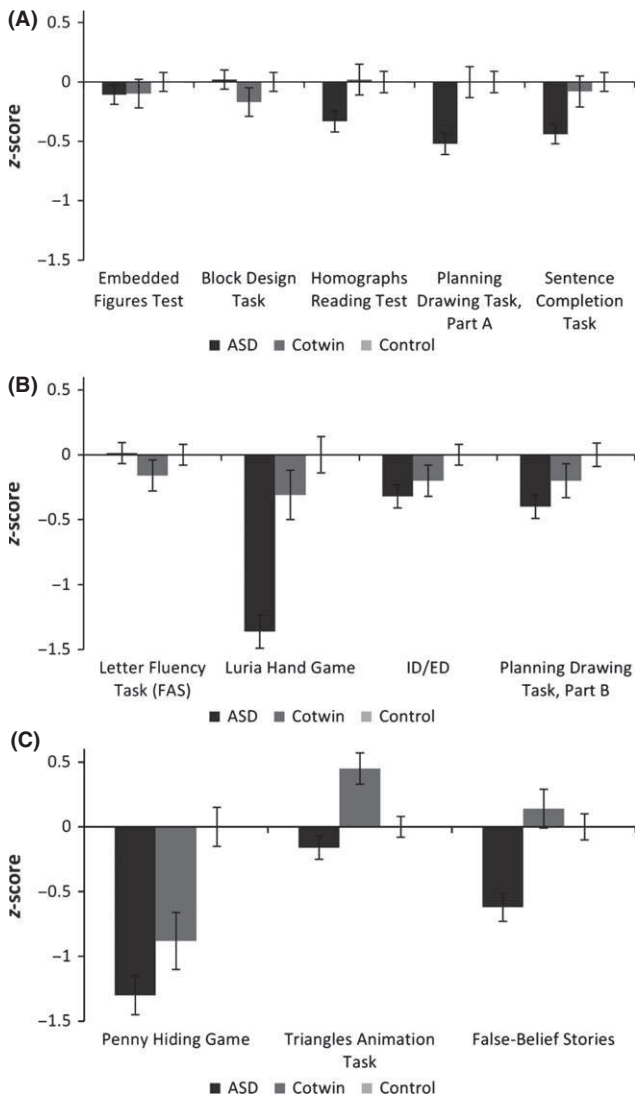 (A)
0.5
0
−0.5
−1
−1.5
z-score
Embedded Figures Test
Block Design Task
Homographs Reading Test
Planning Drawing Task, Part A
Sentence Completion Task
ASD Cotwin Control
(B)
0.5
0
−0.5
−1
−1.5
z-score
Letter Fluency Task (FAS)
Luria Hand Game
ID/ED
Planning Drawing Task, Part B
ASD Cotwin Control
(C)
0.5
0
−0.5
−1
−1.5
z-score
Penny Hiding Game
Triangles Animation Task
False-Belief Stories
ASD Cotwin Control